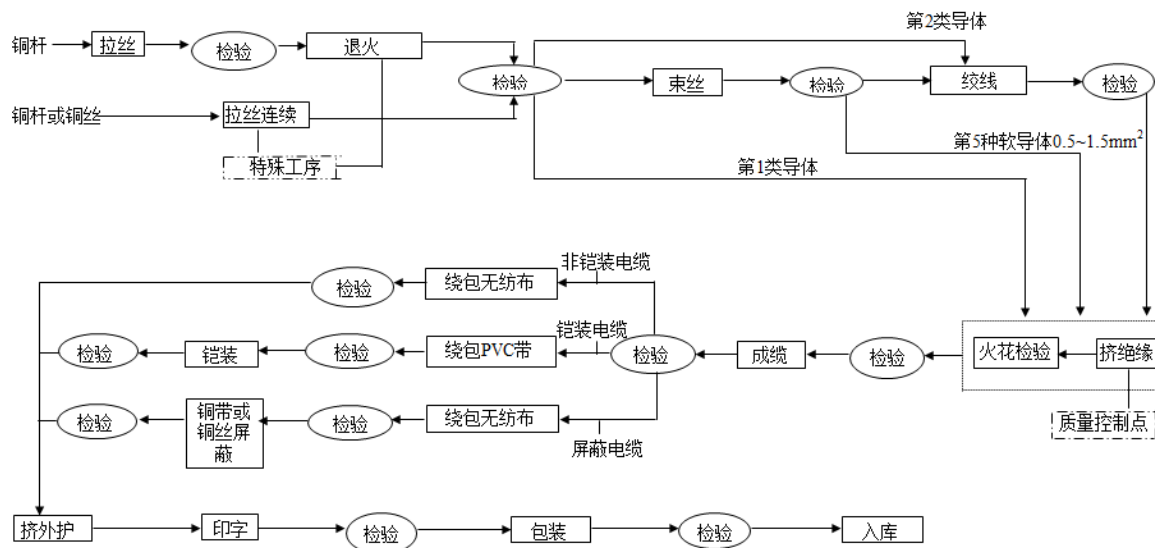 第2类导体
铜杆
拉丝
检验
退火
检验
束丝
检验
绞线
检验
铜杆或铜丝
拉丝连续
特殊工序
第1类导体
第5种软导体0.5~1.5mm²
非铠装电缆
检验
绕包无纺布
铠装电缆
检验
铠装
检验
绕包PVC带
检验
成缆
检验
火花检验
挤绝缘
检验
铜带或
铜丝屏
蔽
检验
绕包无纺布
屏蔽电缆
质量控制点
挤外护
印字
检验
包装
检验
入库